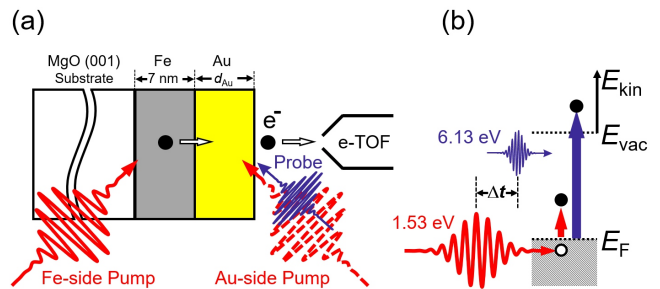 (a)
MgO (001)
Substrate
Fe
7 nm
Au
dAu
e-
e-TOF
Probe
Fe-side Pump
Au-side Pump
(b)
Ekin
6.13 eV
Evac
Δt
1.53 eV
EF